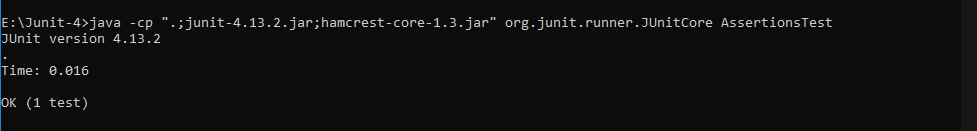 E:\Junit-4>java -cp ".;junit-4.13.2.jar;hamcrest-core-1.3.jar" org.junit.runner.JUnitCore AssertionsTest
JUnit version 4.13.2
.
Time: 0.016
OK (1 test)